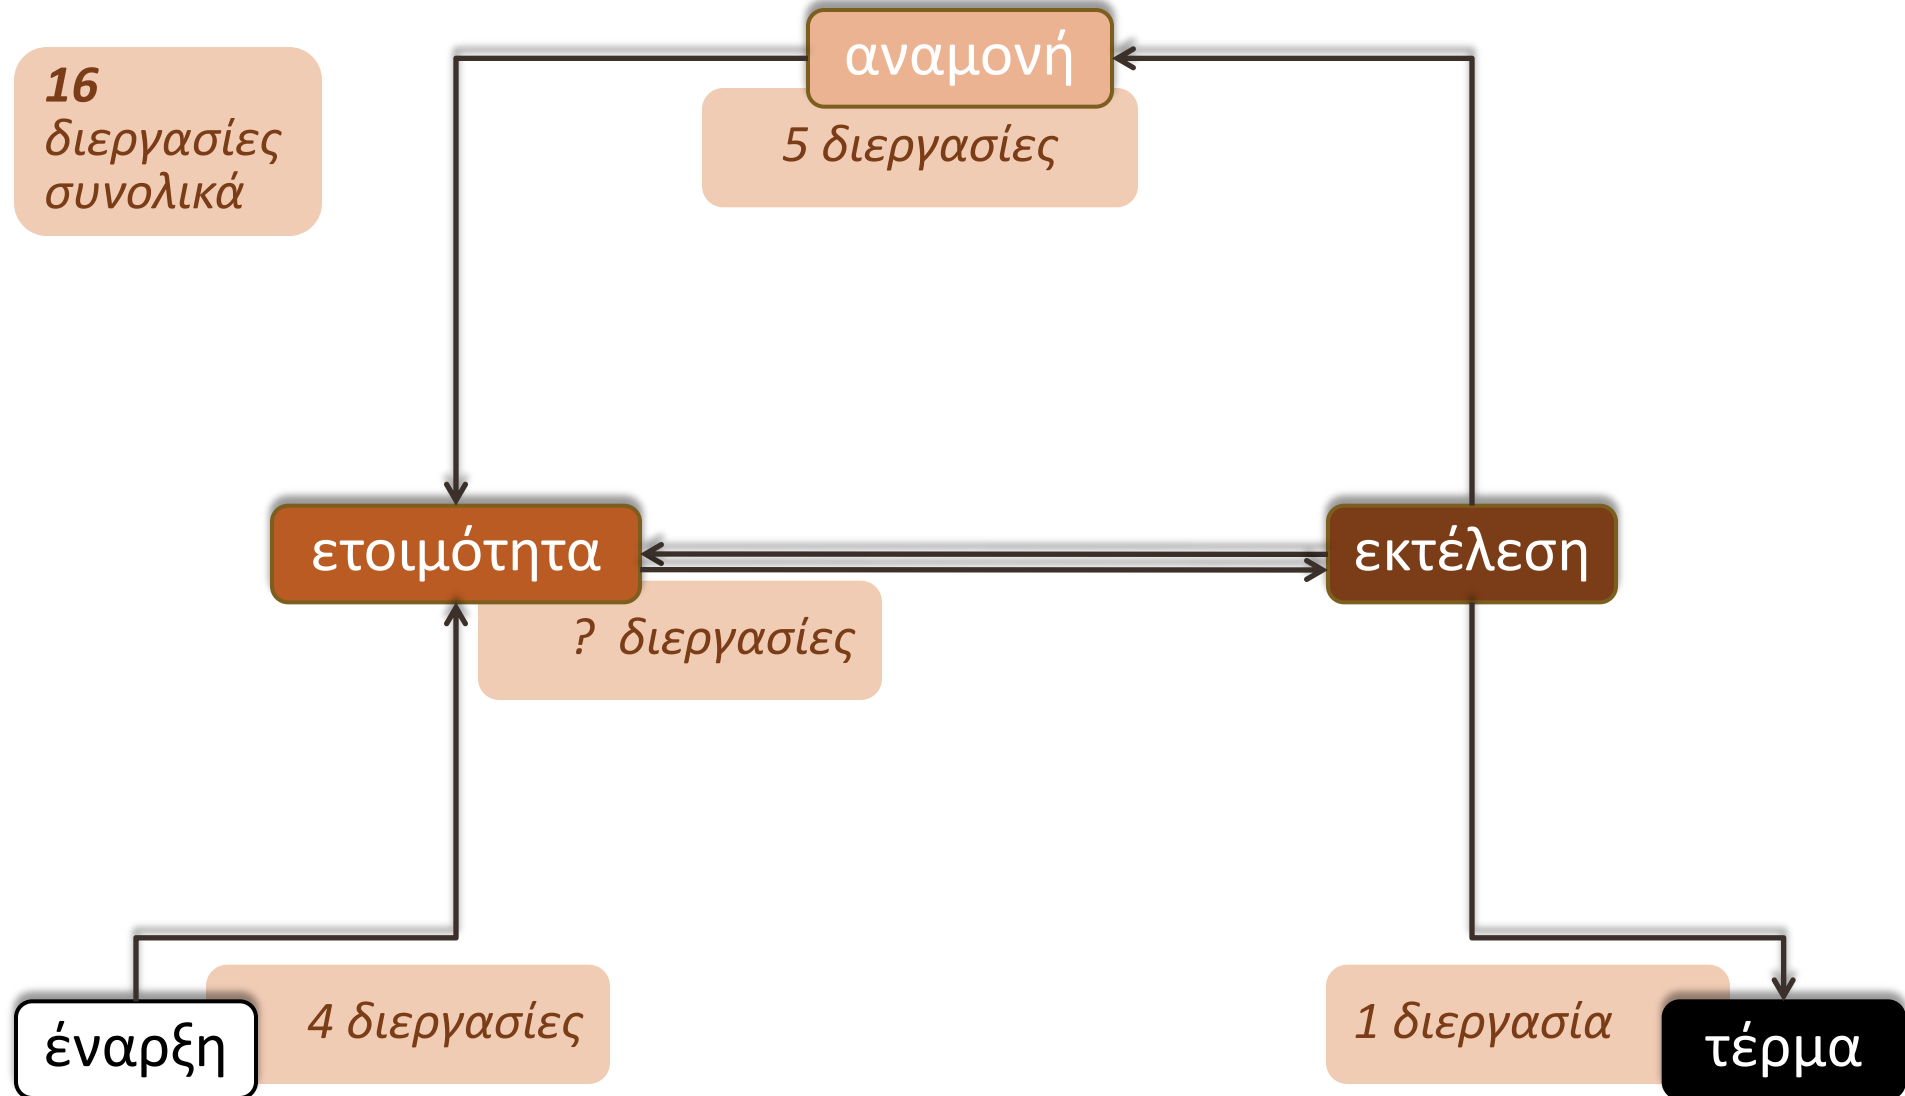 αναμονή
16
διεργασίες
συνολικά
5 διεργασίες
ετοιμότητα
εκτέλεση
? διεργασίες
4 διεργασίες
1 διεργασία
έναρξη
τέρμα